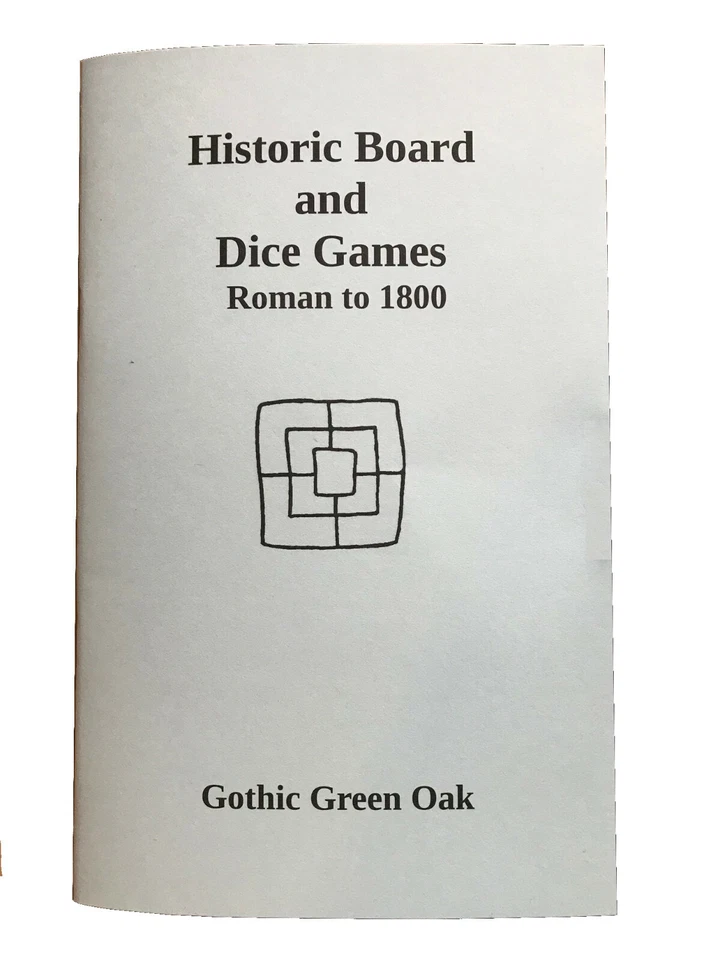 Historic Board
and
Dice Games
Roman to 1800
Gothic Green Oak